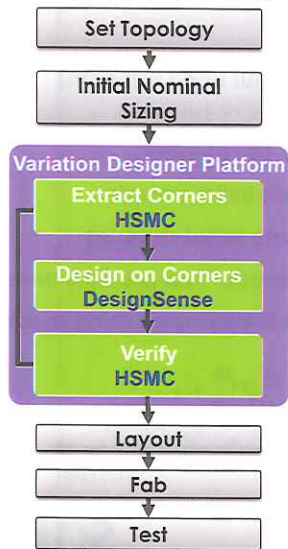 Set Topology
Initial Nominal
Sizing
Variation Designer Platform
Extract Corners
HSMC
Design on Corners
DesignSense
Verify
HSMC
Layout
Fab
Test